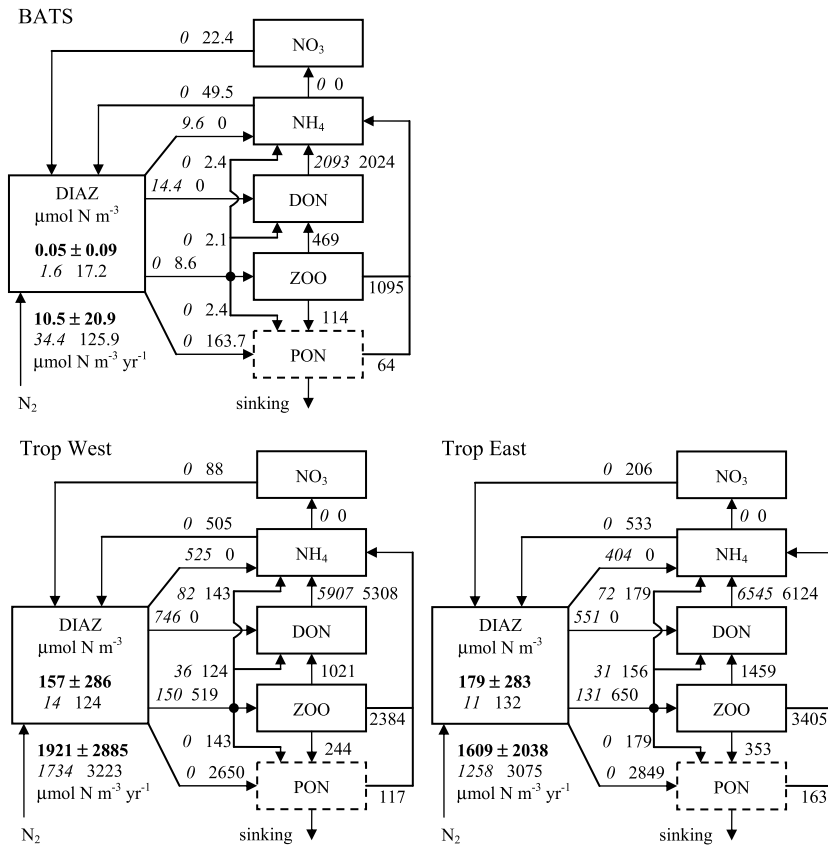 BATS
0 22.4
NO3
0 0
0 49.5
NH4
9.6 0
0 2.4
2093 2024
14.4 0
DIAZ
µmol N m-3
DON
0.05 ± 0.09
1.6 17.2
0 2.1
469
0 8.6
ZOO
1095
10.5 ± 20.9
34.4 125.9
µmol N m-3 yr-1
0 2.4
114
0 163.7
PON
64
N2
sinking
Trop West
0 88
NO3
0 0
0 505
NH4
525 0
82 143
5907 5308
746 0
DIAZ
µmol N m-3
DON
157 ± 286
14 124
36 124
1021
150 519
ZOO
2384
1921 ± 2885
1734 3223
µmol N m-3 yr-1
0 143
244
0 2650
PON
117
N2
sinking
Trop East
0 206
NO3
0 0
0 533
NH4
404 0
72 179
6545 6124
551 0
DIAZ
µmol N m-3
DON
179 ± 283
11 132
31 156
1459
131 650
ZOO
3405
1609 ± 2038
1258 3075
µmol N m-3 yr-1
0 179
353
0 2849
PON
163
N2
sinking